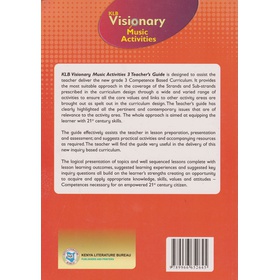 KLB
Visionary
Music
Activities
KLB Visionary Music Activities 3 Teacher's Guide is designed to assist the
teacher deliver the new grade 3 Competence Based Curriculum. It provides
the most suitable approach in the coverage of the Strands and Sub-strands
prescribed in the curriculum design through a wide and varied range of
activities to ensure all the core values and links to other activity areas are
brought out as spelt out in the curriculum design. The Teacher's guide has
clearly highlighted all the pertinent and contemporary issues that are of
relevance to the activity area. The whole approach is aimed at equipping the
learner with 21st century skills.
The guide effectively assists the teacher in lesson preparation, presentation and
assessment; and suggests practical activities and accompanying resources as
required. The teacher will find the guide very useful in the delivery of this
new inquiry based curriculum.
The logical presentation of topics and well sequenced lessons complete with
lesson learning outcomes, suggested learning experiences and suggested key
inquiry questions all build on the learner's strengths creating an opportunity
to acquire and apply appropriate knowledge, skills, values and attitudes –
Competences necessary for an empowered 21st century citizen.
Visionary
KENYA LITERATURE BUREAU